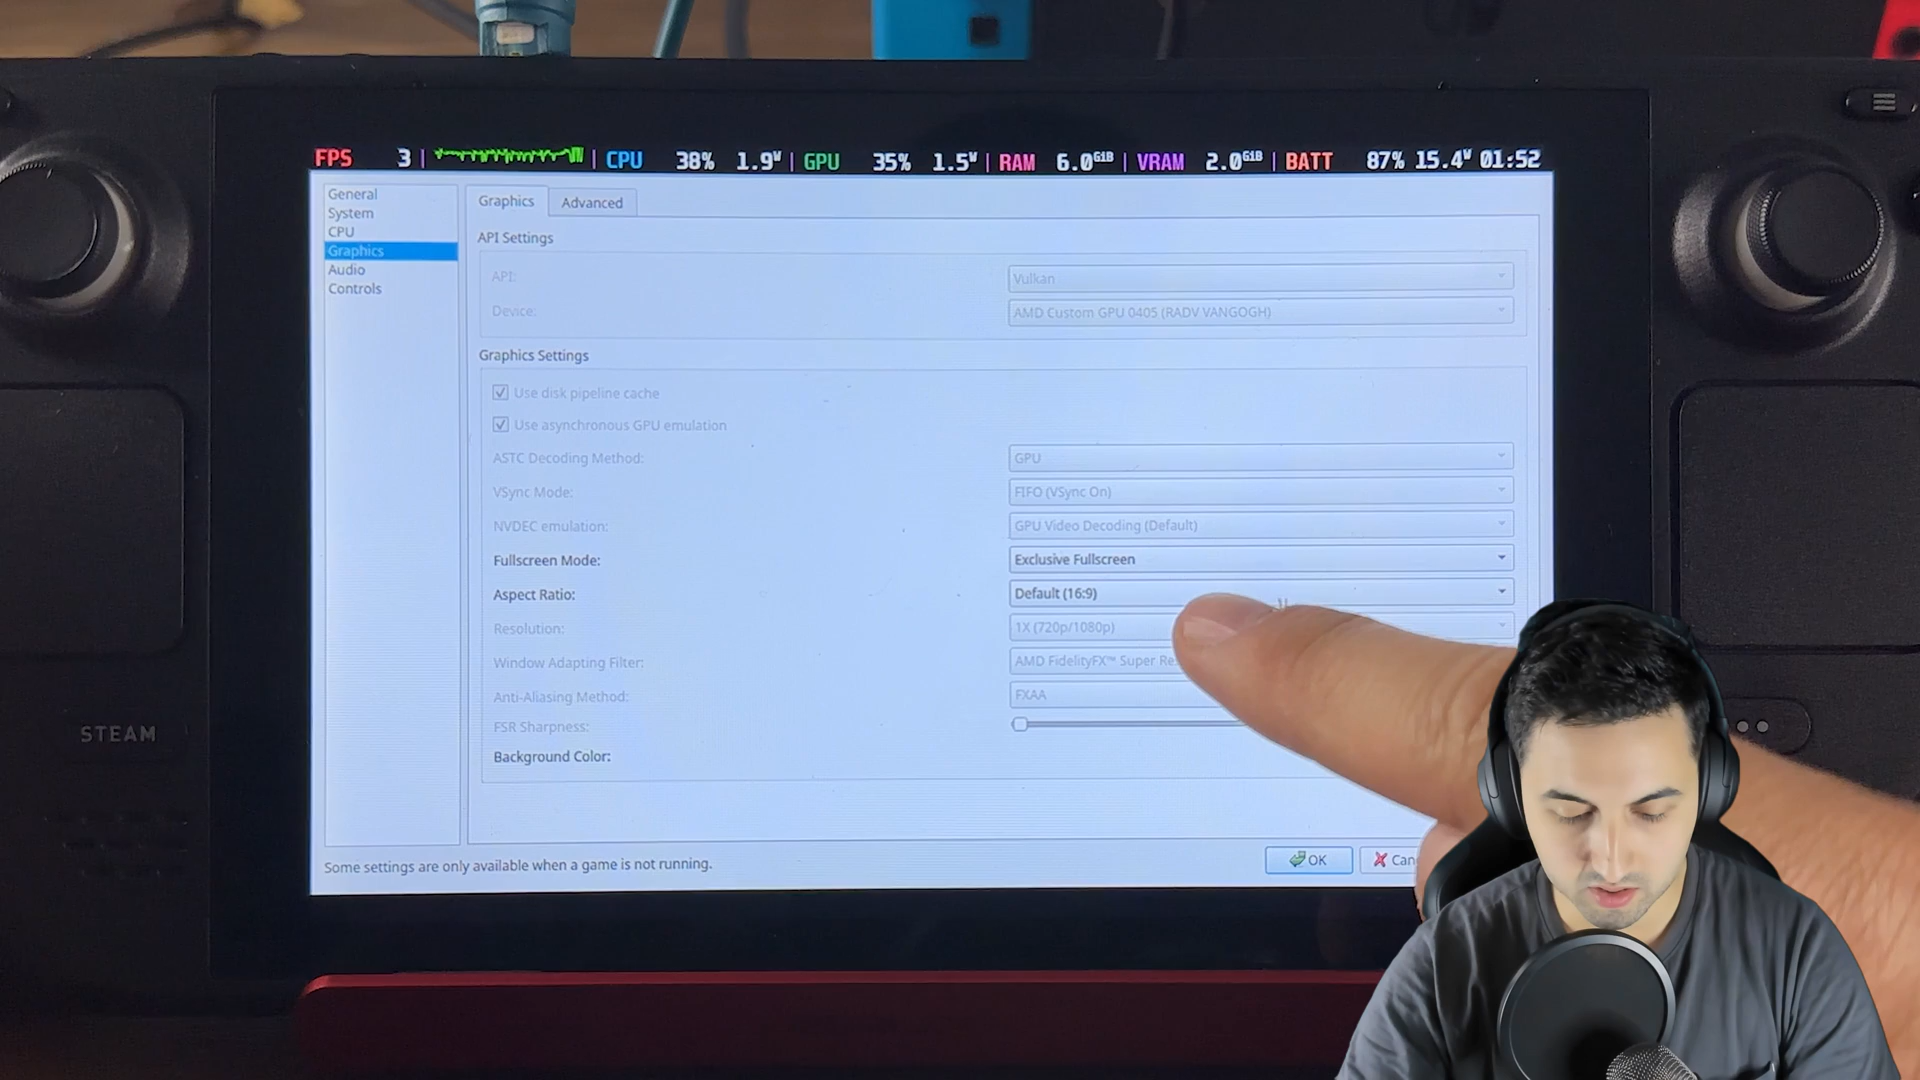 FPS 3 | CPU 38% 1.9W | GPU 35% 1.5W | RAM 6.0GiB | VRAM 2.0GiB | BATT 87% 15.4W 01:52
General
System
CPU
Graphics
Audio
Controls
Graphics Advanced
API Settings
API: Vulkan
Device: AMD Custom GPU 0405 (RADV VANGOGH)
Graphics Settings
Use disk pipeline cache
Use asynchronous GPU emulation
ASTC Decoding Method: GPU
VSync Mode: FIFO (VSync On)
NVDEC emulation: GPU Video Decoding (Default)
Fullscreen Mode: Exclusive Fullscreen
Aspect Ratio: Default (16:9)
Resolution: 1X (720p/1080p)
Window Adapting Filter: AMD FidelityFX™ Super Re
Anti-Aliasing Method: FXAA
FSR Sharpness:
Background Color:
Some settings are only available when a game is not running.
OK Can
STEAM